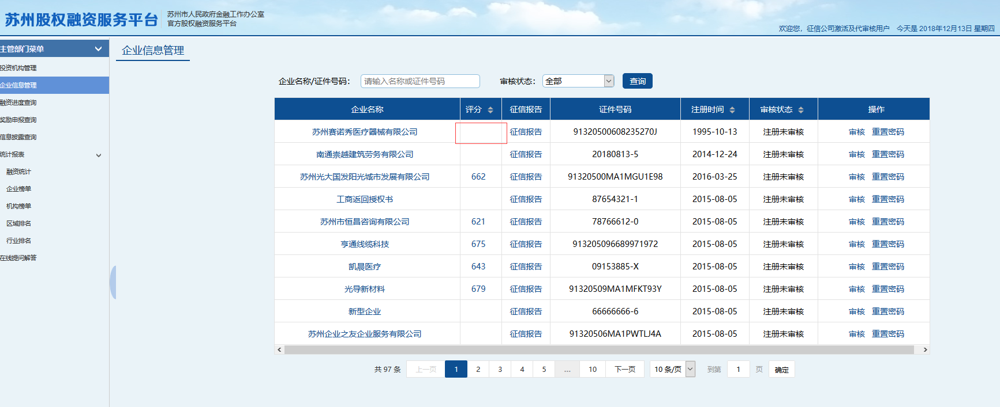 苏州股权融资服务平台
苏州市人民政府金融工作办公室
官方股权融资服务平台
欢迎您，征信公司激活及代审核用户 今天是 2018年12月13日 星期四
主管部门菜单
投资机构管理
企业信息管理
融资进度查询
奖励申报查询
信息披露查询
统计报表
融资统计
企业榜单
机构榜单
区域排名
行业排名
在线提问解答
企业信息管理
企业名称/证件号码： 请输入名称或证件号码 审核状态： 全部 查询
企业名称 评分 征信报告 证件号码 注册时间 审核状态 操作
苏州赛诺秀医疗器械有限公司 征信报告 91320500608235270J 1995-10-13 注册未审核 审核 重置密码
南通崇越建筑劳务有限公司 征信报告 20180813-5 2014-12-24 注册未审核 审核 重置密码
苏州光大国发阳光城市发展有限公司 662 征信报告 91320500MA1MGU1E98 2016-03-25 注册未审核 审核 重置密码
工商返回授权书 征信报告 87654321-1 2015-08-05 注册未审核 审核 重置密码
苏州市恒昌咨询有限公司 621 征信报告 78766612-0 2015-08-05 注册未审核 审核 重置密码
亨通线缆科技 675 征信报告 913205096689971972 2015-08-05 注册未审核 审核 重置密码
凯晨医疗 643 征信报告 09153885-X 2015-08-05 注册未审核 审核 重置密码
光导新材料 679 征信报告 91320509MA1MFKT93Y 2015-08-05 注册未审核 审核 重置密码
新型企业 征信报告 66666666-6 2015-08-05 注册未审核 审核 重置密码
苏州企业之友企业服务有限公司 征信报告 91320506MA1PWTLJ4A 2015-08-05 注册未审核 审核 重置密码
共 97 条 上一页 1 2 3 4 5 ... 10 下一页 10 条/页 到第 1 页 确定